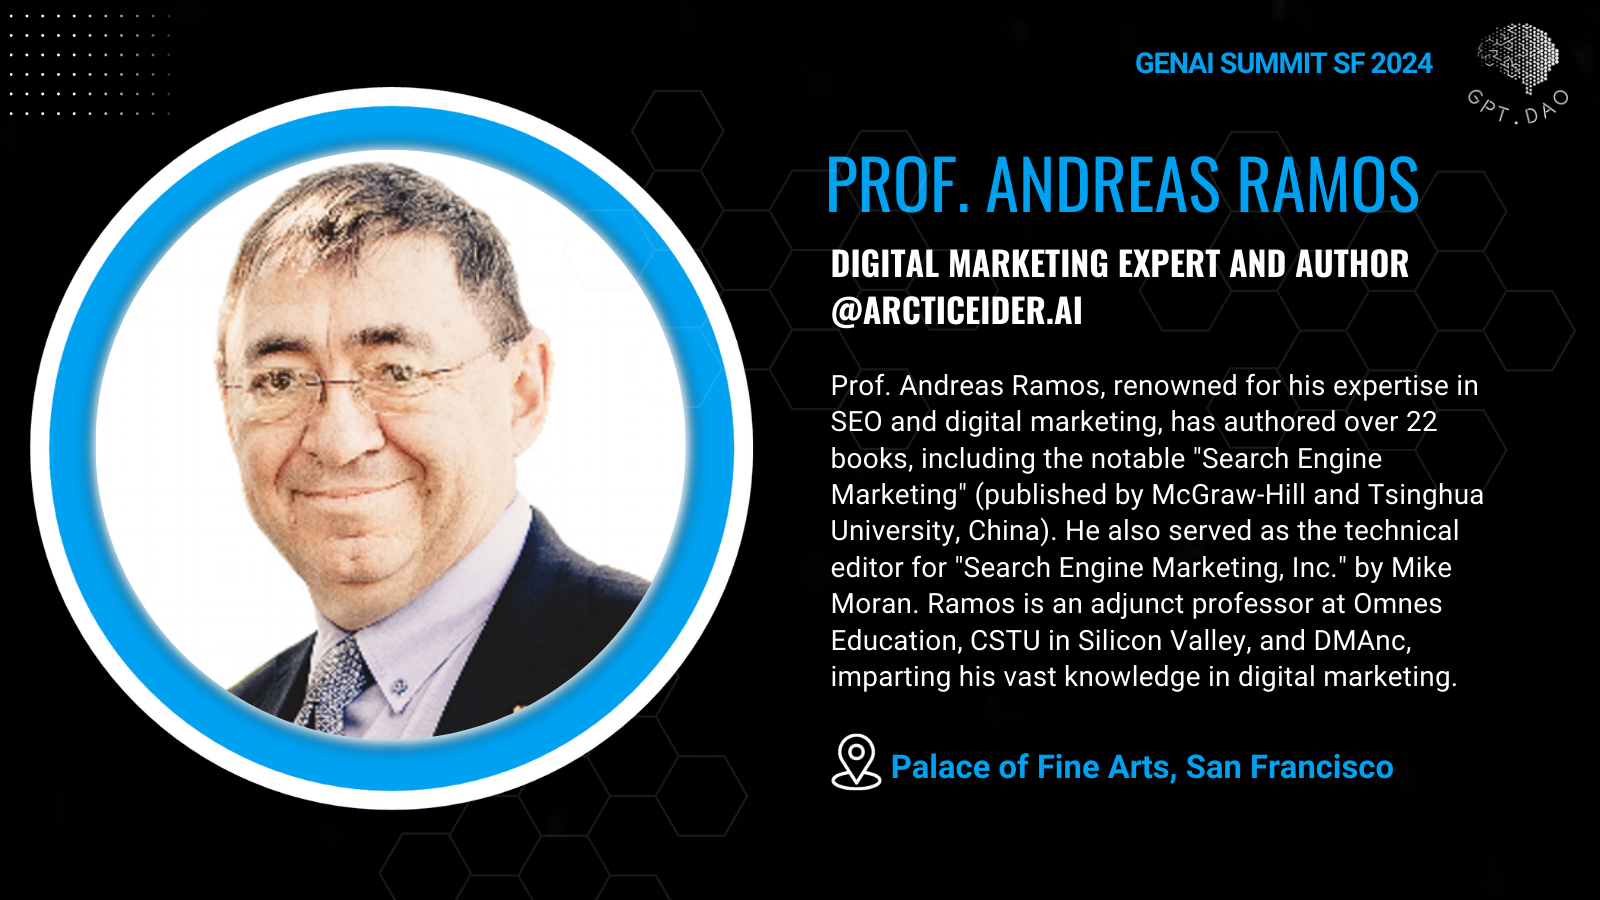 GENAI SUMMIT SF 2024
GPT.DAO
PROF. ANDREAS RAMOS
DIGITAL MARKETING EXPERT AND AUTHOR
@ARCTICEIDER.AI
Prof. Andreas Ramos, renowned for his expertise in
SEO and digital marketing, has authored over 22
books, including the notable "Search Engine
Marketing" (published by McGraw-Hill and Tsinghua
University, China). He also served as the technical
editor for "Search Engine Marketing, Inc." by Mike
Moran. Ramos is an adjunct professor at Omnes
Education, CSTU in Silicon Valley, and DMAnc,
imparting his vast knowledge in digital marketing.
Palace of Fine Arts, San Francisco